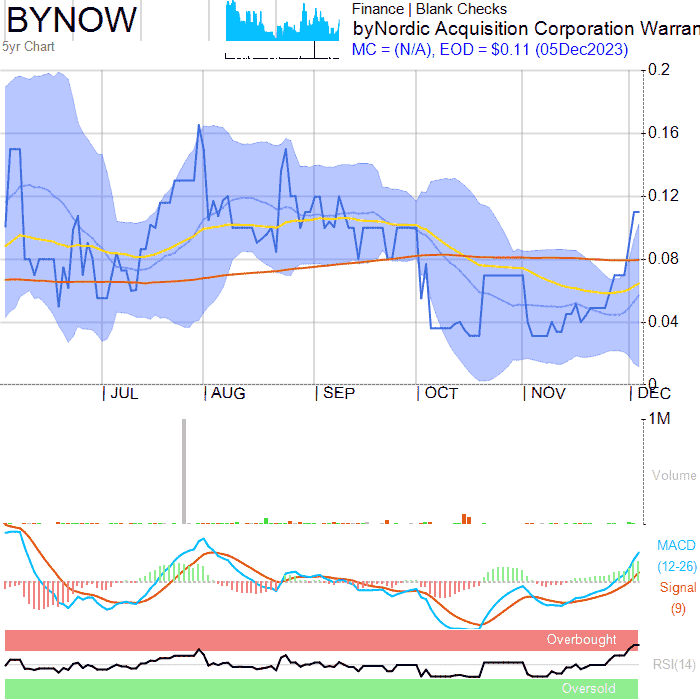 BYNOW
5yr Chart
Finance | Blank Checks
byNordic Acquisition Corporation Warran
MC = (N/A), EOD = $0.11 (05Dec2023)
0.2
0.16
0.12
0.08
0.04
0
JUL AUG SEP OCT NOV DEC
1M
Volume
MACD
(12-26)
Signal
(9)
Overbought
RSI(14)
Oversold